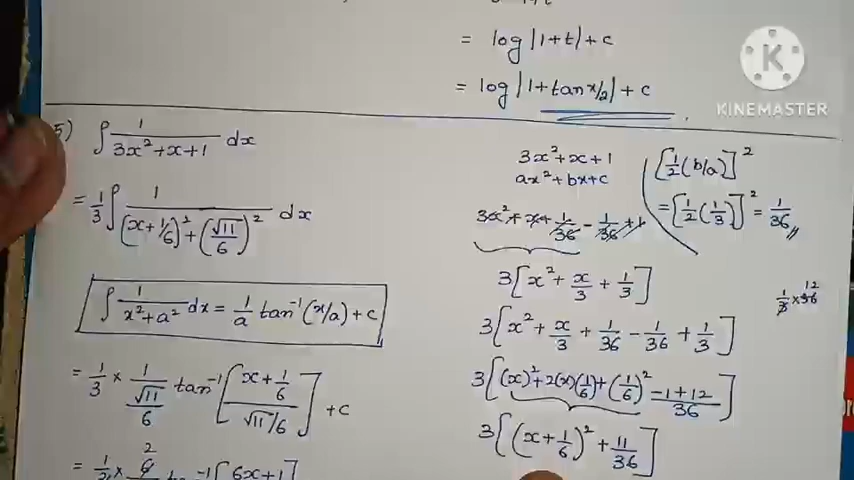 = log |1+t| + c
= log |1+tan x/2| + c
K
KINEMASTER
5) ∫ 1/(3x²+x+1) dx
= 1/3 ∫ 1/((x+1/6)²+(√11/6)²) dx
∫ 1/(x²+a²) dx = 1/a tan⁻¹(x/a) + c
= 1/3 × 1/(√11/6) tan⁻¹[(x+1/6)/(√11/6)] + c
3x²+x+1
ax²+bx+c
3x²+x+1/36 - 1/36 + 1
3[x²+x/3+1/3]
3[x²+x/3+1/36-1/36+1/3]
3[(x)²+2(x)(1/6)+(1/6)² -1+12/36]
3[(x+1/6)²+11/36]
[1/2(b/a)]²
=[1/2(1/3)]² = 1/36
1/3 × 36 12